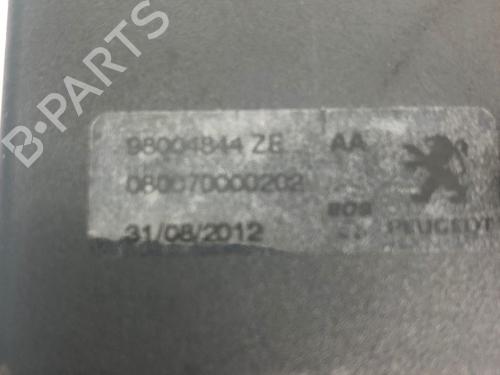 B-PARTS
98004844 ZE AA
080070000202
31/08/2012
PEUGEOT